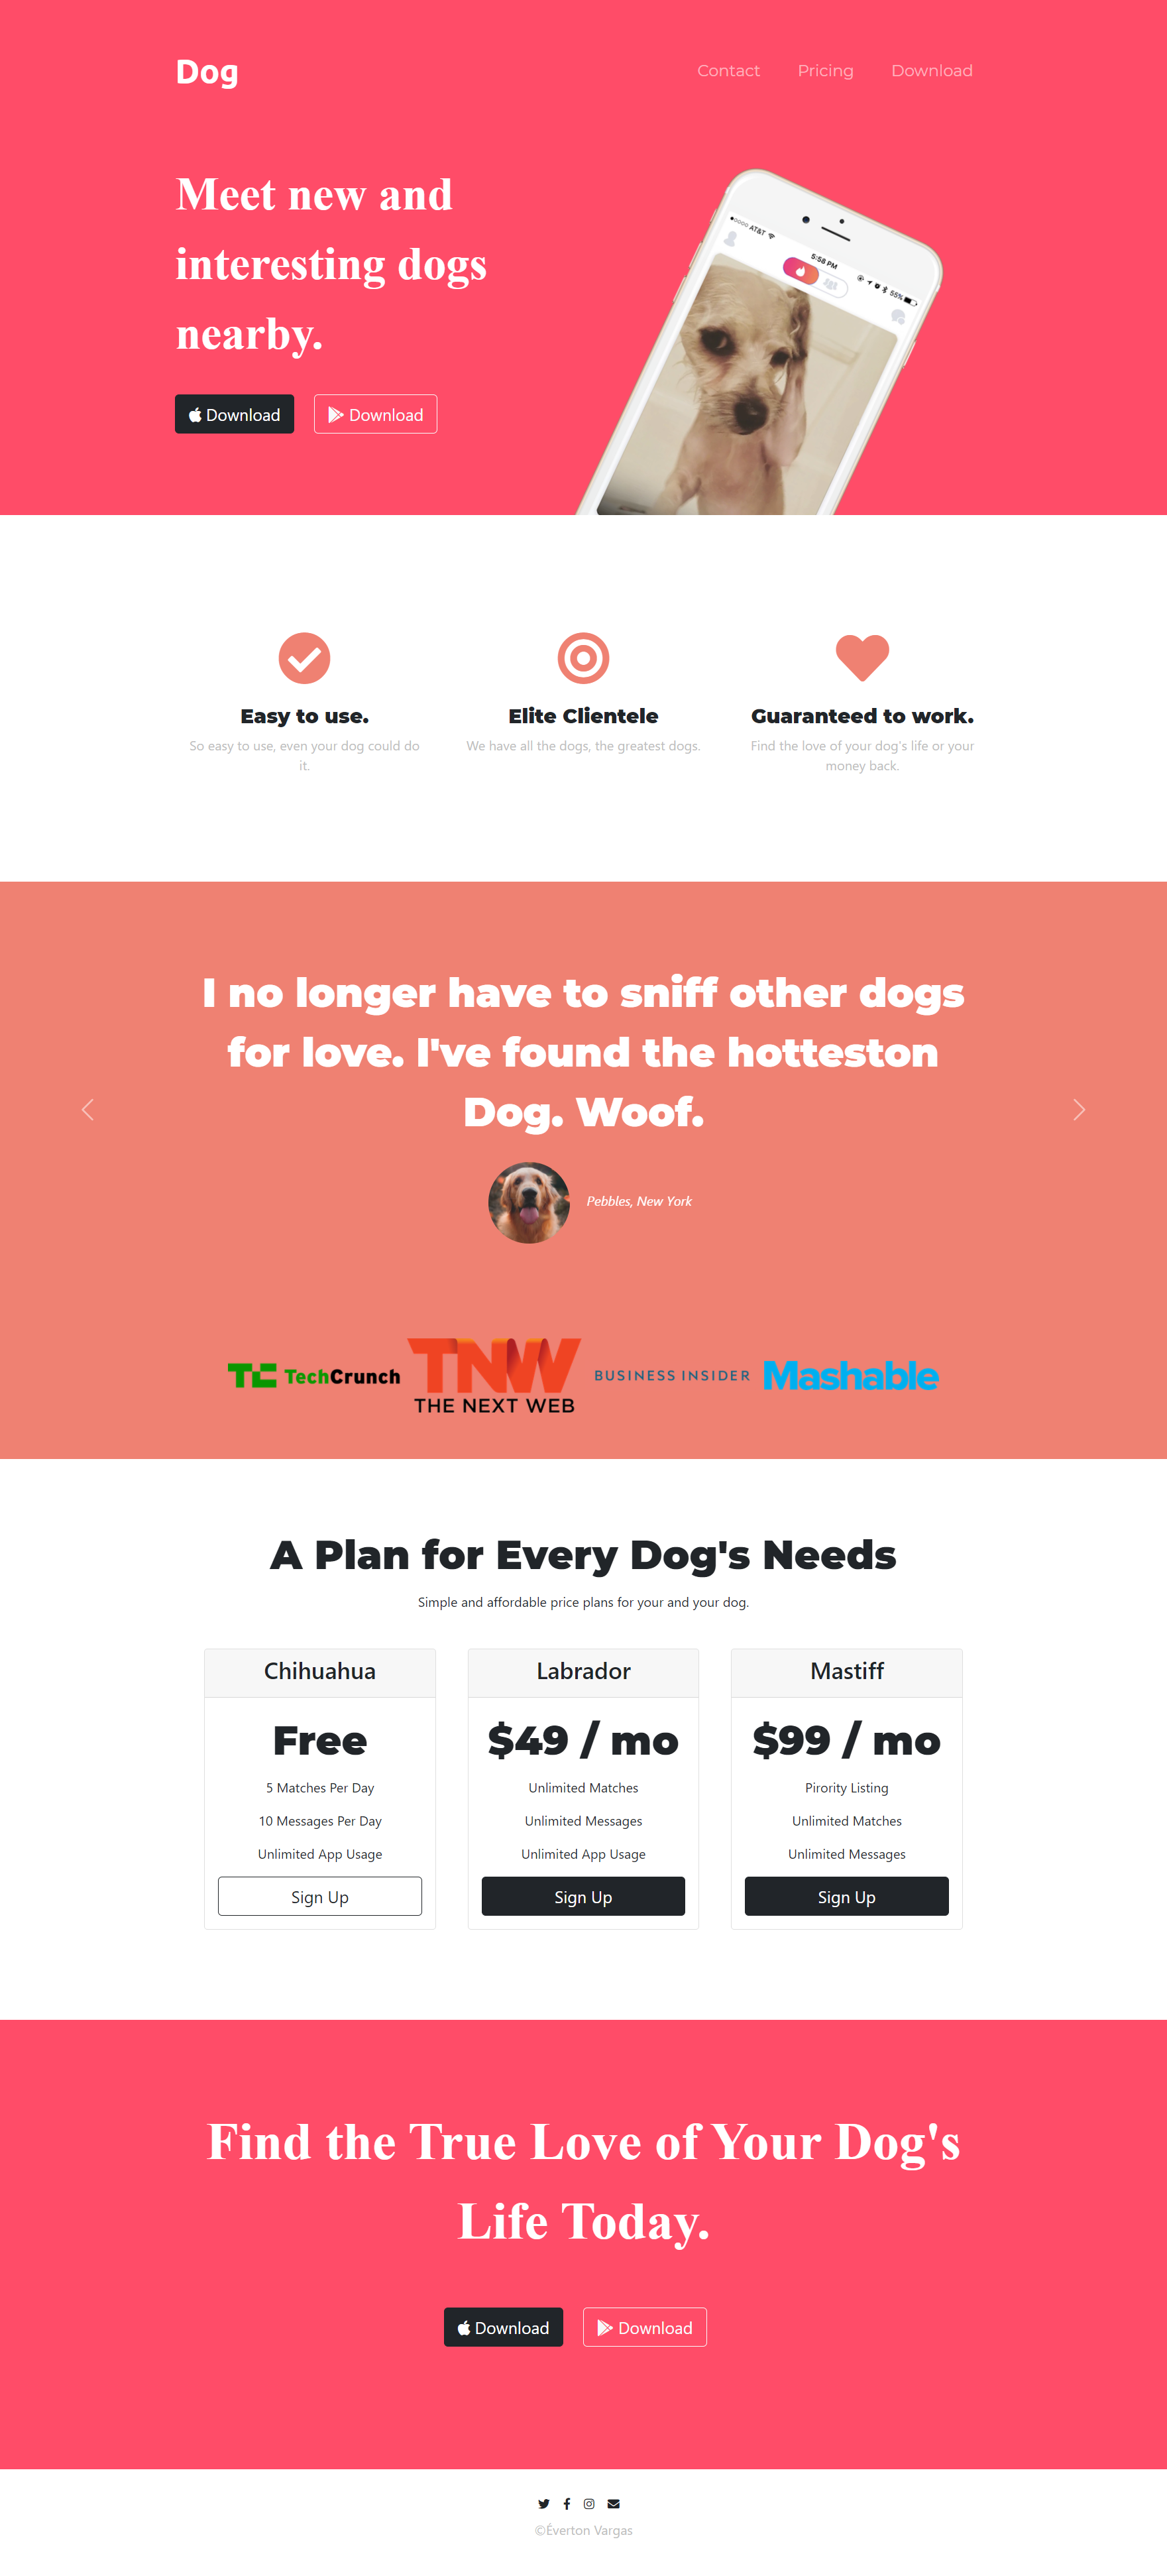 Dog
Contact
Pricing
Download
Meet new and
interesting dogs
nearby.
Download
Download
●○○○○ AT&T
5:58 PM
55%
Easy to use.
So easy to use, even your dog could do
it.
Elite Clientele
We have all the dogs, the greatest dogs.
Guaranteed to work.
Find the love of your dog's life or your
money back.
I no longer have to sniff other dogs
for love. I've found the hotteston
Dog. Woof.
Pebbles, New York
TC TechCrunch
TNW
THE NEXT WEB
BUSINESS INSIDER
Mashable
A Plan for Every Dog's Needs
Simple and affordable price plans for your and your dog.
Chihuahua
Free
5 Matches Per Day
10 Messages Per Day
Unlimited App Usage
Sign Up
Labrador
$49 / mo
Unlimited Matches
Unlimited Messages
Unlimited App Usage
Sign Up
Mastiff
$99 / mo
Pirority Listing
Unlimited Matches
Unlimited Messages
Sign Up
Find the True Love of Your Dog's
Life Today.
Download
Download
©Éverton Vargas